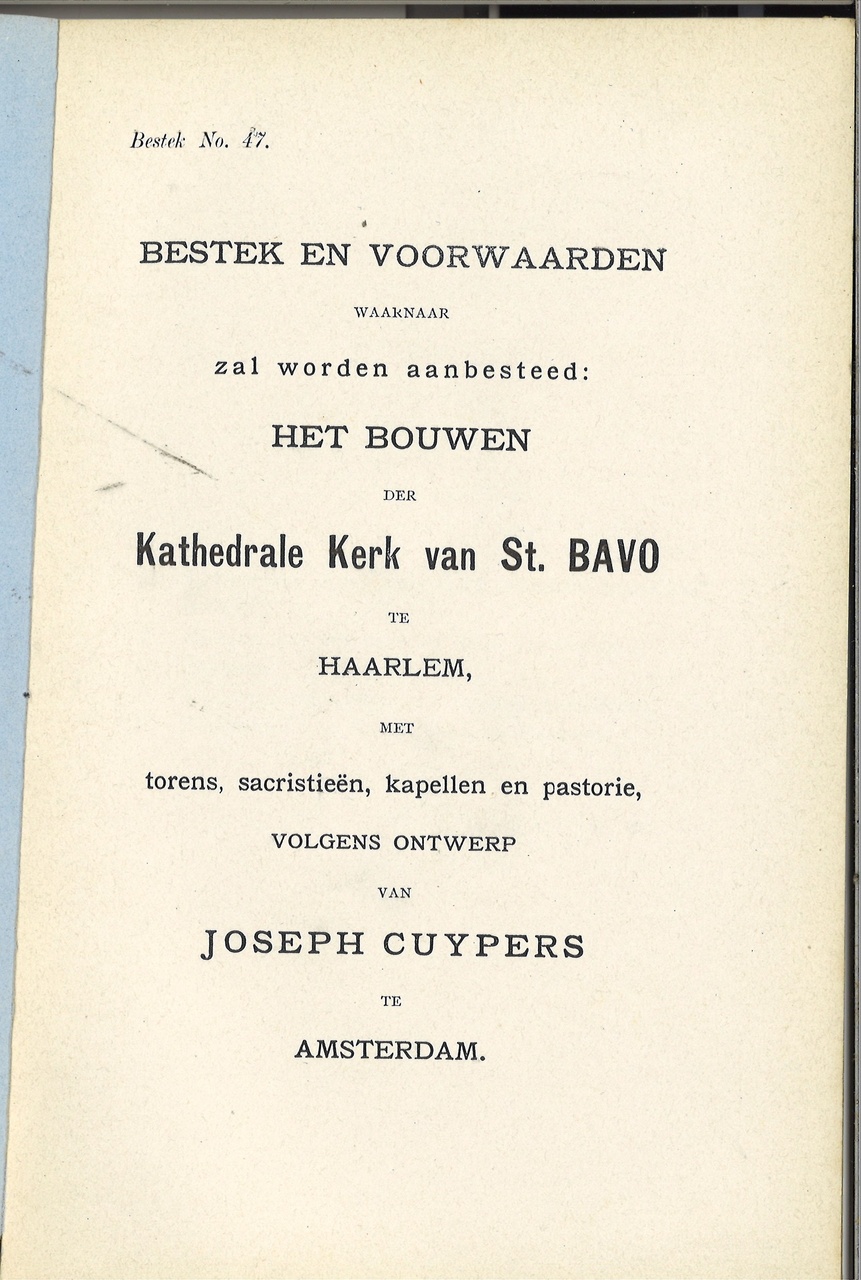 Bestek No. 47.
BESTEK EN VOORWAARDEN
WAARNAAR
zal worden aanbesteed:
HET BOUWEN
DER
Kathedrale Kerk van St. BAVO
TE
HAARLEM,
MET
torens, sacristieën, kapellen en pastorie,
VOLGENS ONTWERP
VAN
JOSEPH CUYPERS
TE
AMSTERDAM.